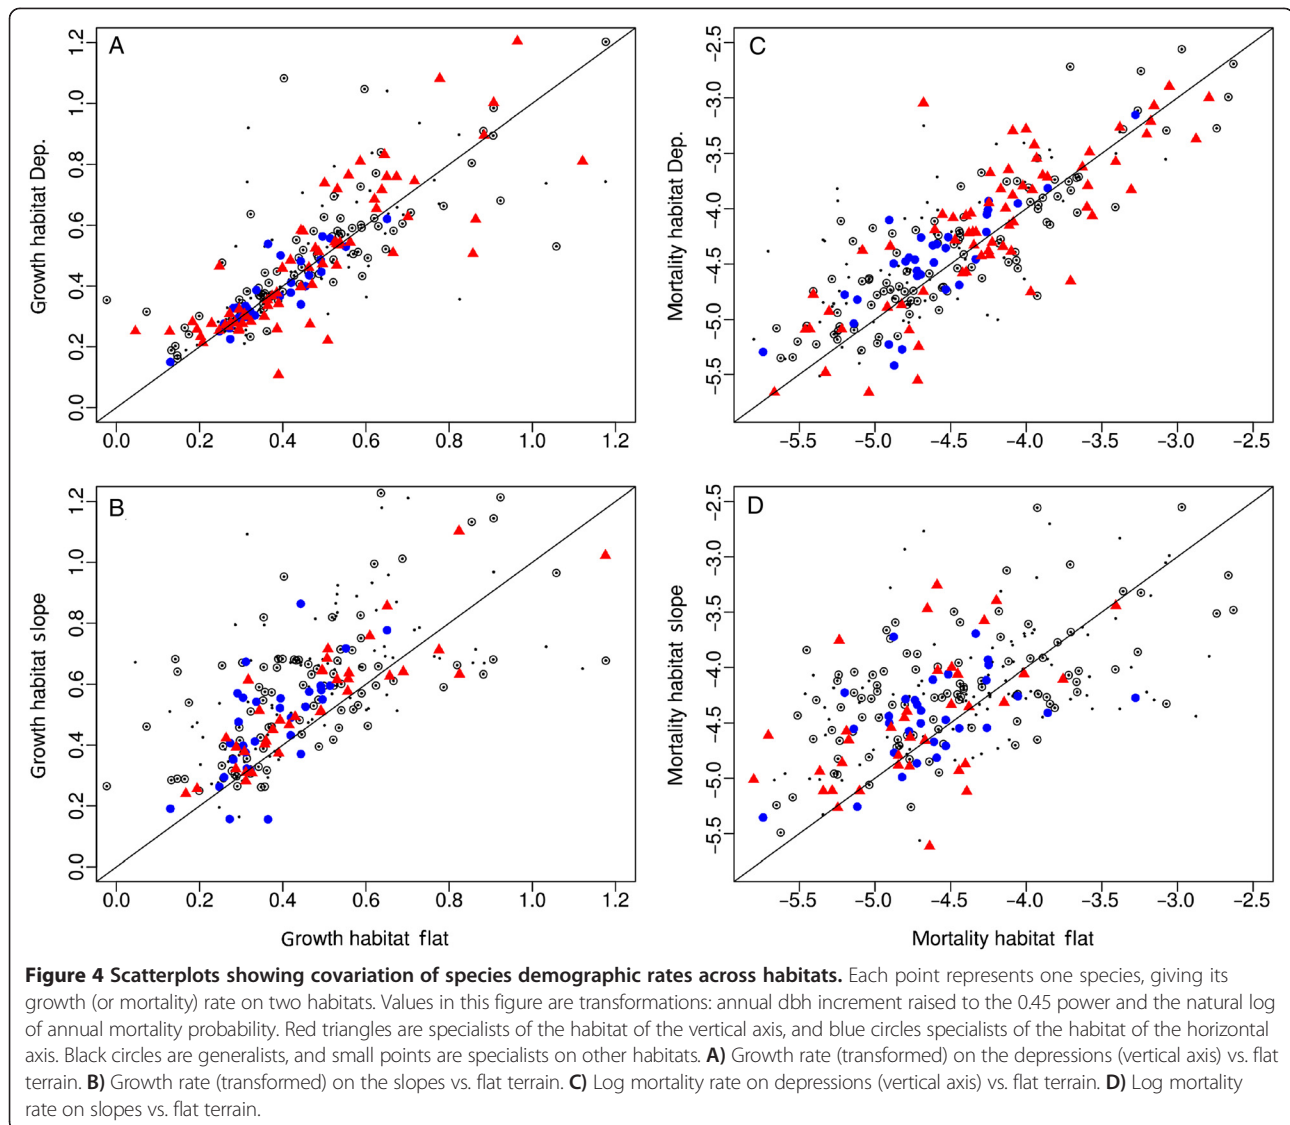 A
1.2
1.0
0.8
0.6
0.4
0.2
0.0
Growth habitat Dep.
0.0 0.2 0.4 0.6 0.8 1.0 1.2
C
−2.5
−3.0
−3.5
−4.0
−4.5
−5.0
−5.5
Mortality habitat Dep.
−5.5 −5.0 −4.5 −4.0 −3.5 −3.0 −2.5
B
1.2
1.0
0.8
0.6
0.4
0.2
0.0
Growth habitat slope
0.0 0.2 0.4 0.6 0.8 1.0 1.2
Growth habitat flat
D
−2.5
−3.0
−3.5
−4.0
−4.5
−5.0
−5.5
Mortality habitat slope
−5.5 −5.0 −4.5 −4.0 −3.5 −3.0 −2.5
Mortality habitat flat
Figure 4 Scatterplots showing covariation of species demographic rates across habitats. Each point represents one species, giving its
growth (or mortality) rate on two habitats. Values in this figure are transformations: annual dbh increment raised to the 0.45 power and the natural log
of annual mortality probability. Red triangles are specialists of the habitat of the vertical axis, and blue circles specialists of the habitat of the horizontal
axis. Black circles are generalists, and small points are specialists on other habitats. A) Growth rate (transformed) on the depressions (vertical axis) vs. flat
terrain. B) Growth rate (transformed) on the slopes vs. flat terrain. C) Log mortality rate on depressions (vertical axis) vs. flat terrain. D) Log mortality
rate on slopes vs. flat terrain.